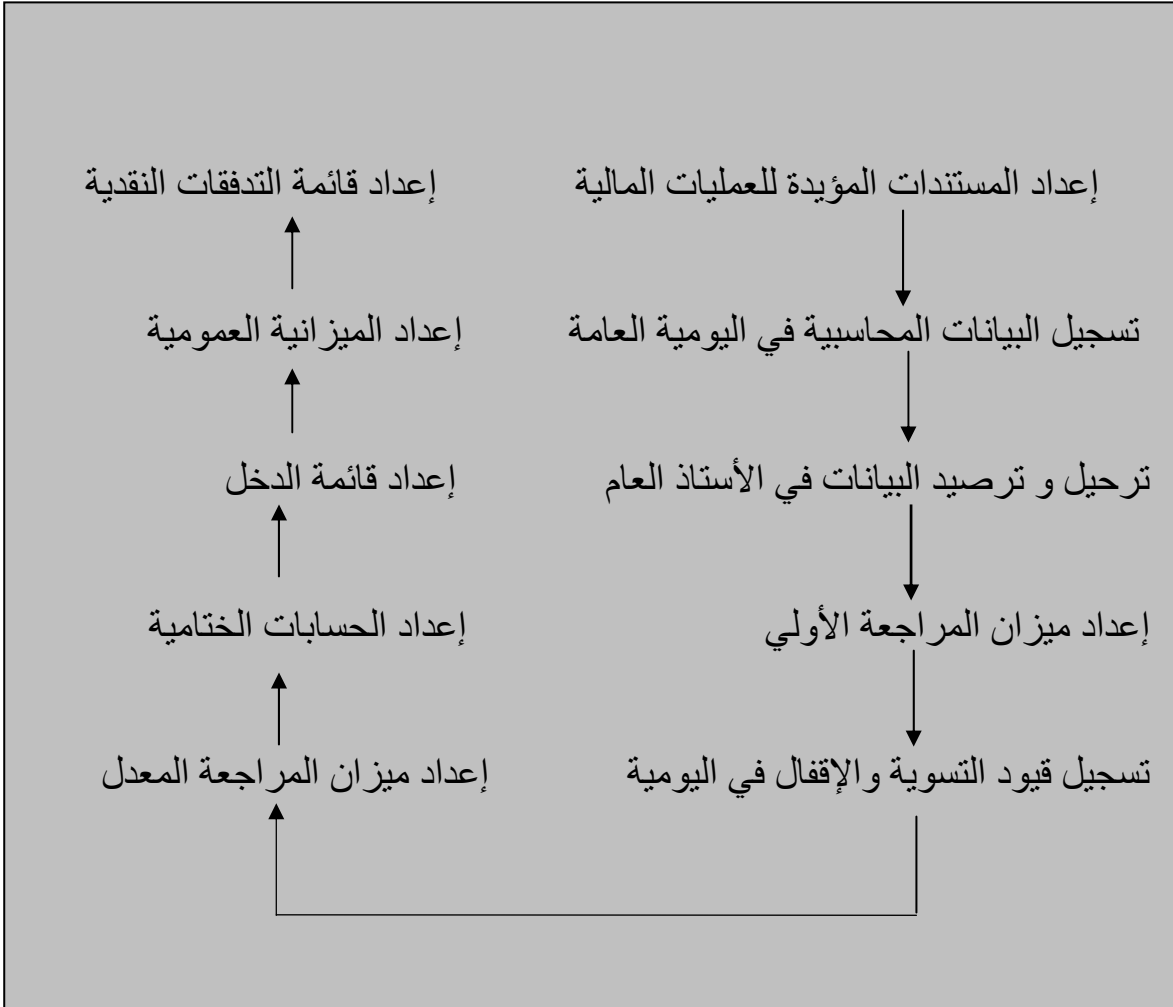 إعداد المستندات المؤيدة للعمليات المالية
تسجيل البيانات المحاسبية في اليومية العامة
ترحيل و ترصيد البيانات في الأستاذ العام
إعداد ميزان المراجعة الأولي
تسجيل قيود التسوية والإقفال في اليومية
إعداد ميزان المراجعة المعدل
إعداد الحسابات الختامية
إعداد قائمة الدخل
إعداد الميزانية العمومية
إعداد قائمة التدفقات النقدية